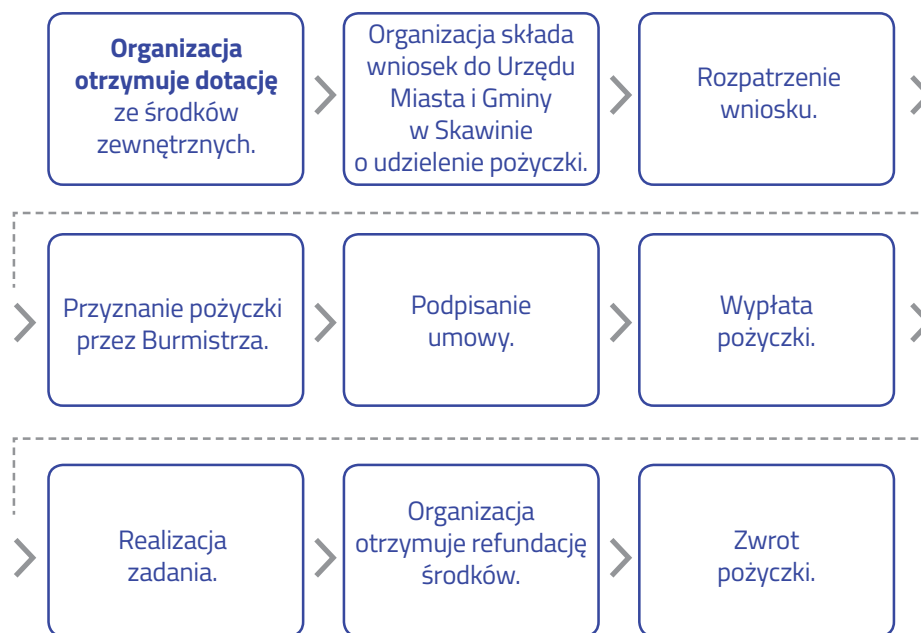 Organizacja
otrzymuje dotację
ze środków
zewnętrznych.
Organizacja składa
wniosek do Urzędu
Miasta i Gminy
w Skawinie
o udzielenie pożyczki.
Rozpatrzenie
wniosku.
Przyznanie pożyczki
przez Burmistrza.
Podpisanie
umowy.
Wypłata
pożyczki.
Realizacja
zadania.
Organizacja
otrzymuje refundację
środków.
Zwrot
pożyczki.